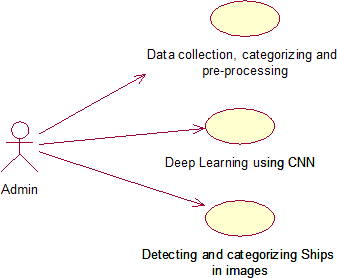 Data collection, categorizing and
pre-processing
Deep Learning using CNN
Admin
Detecting and categorizing Ships
in images